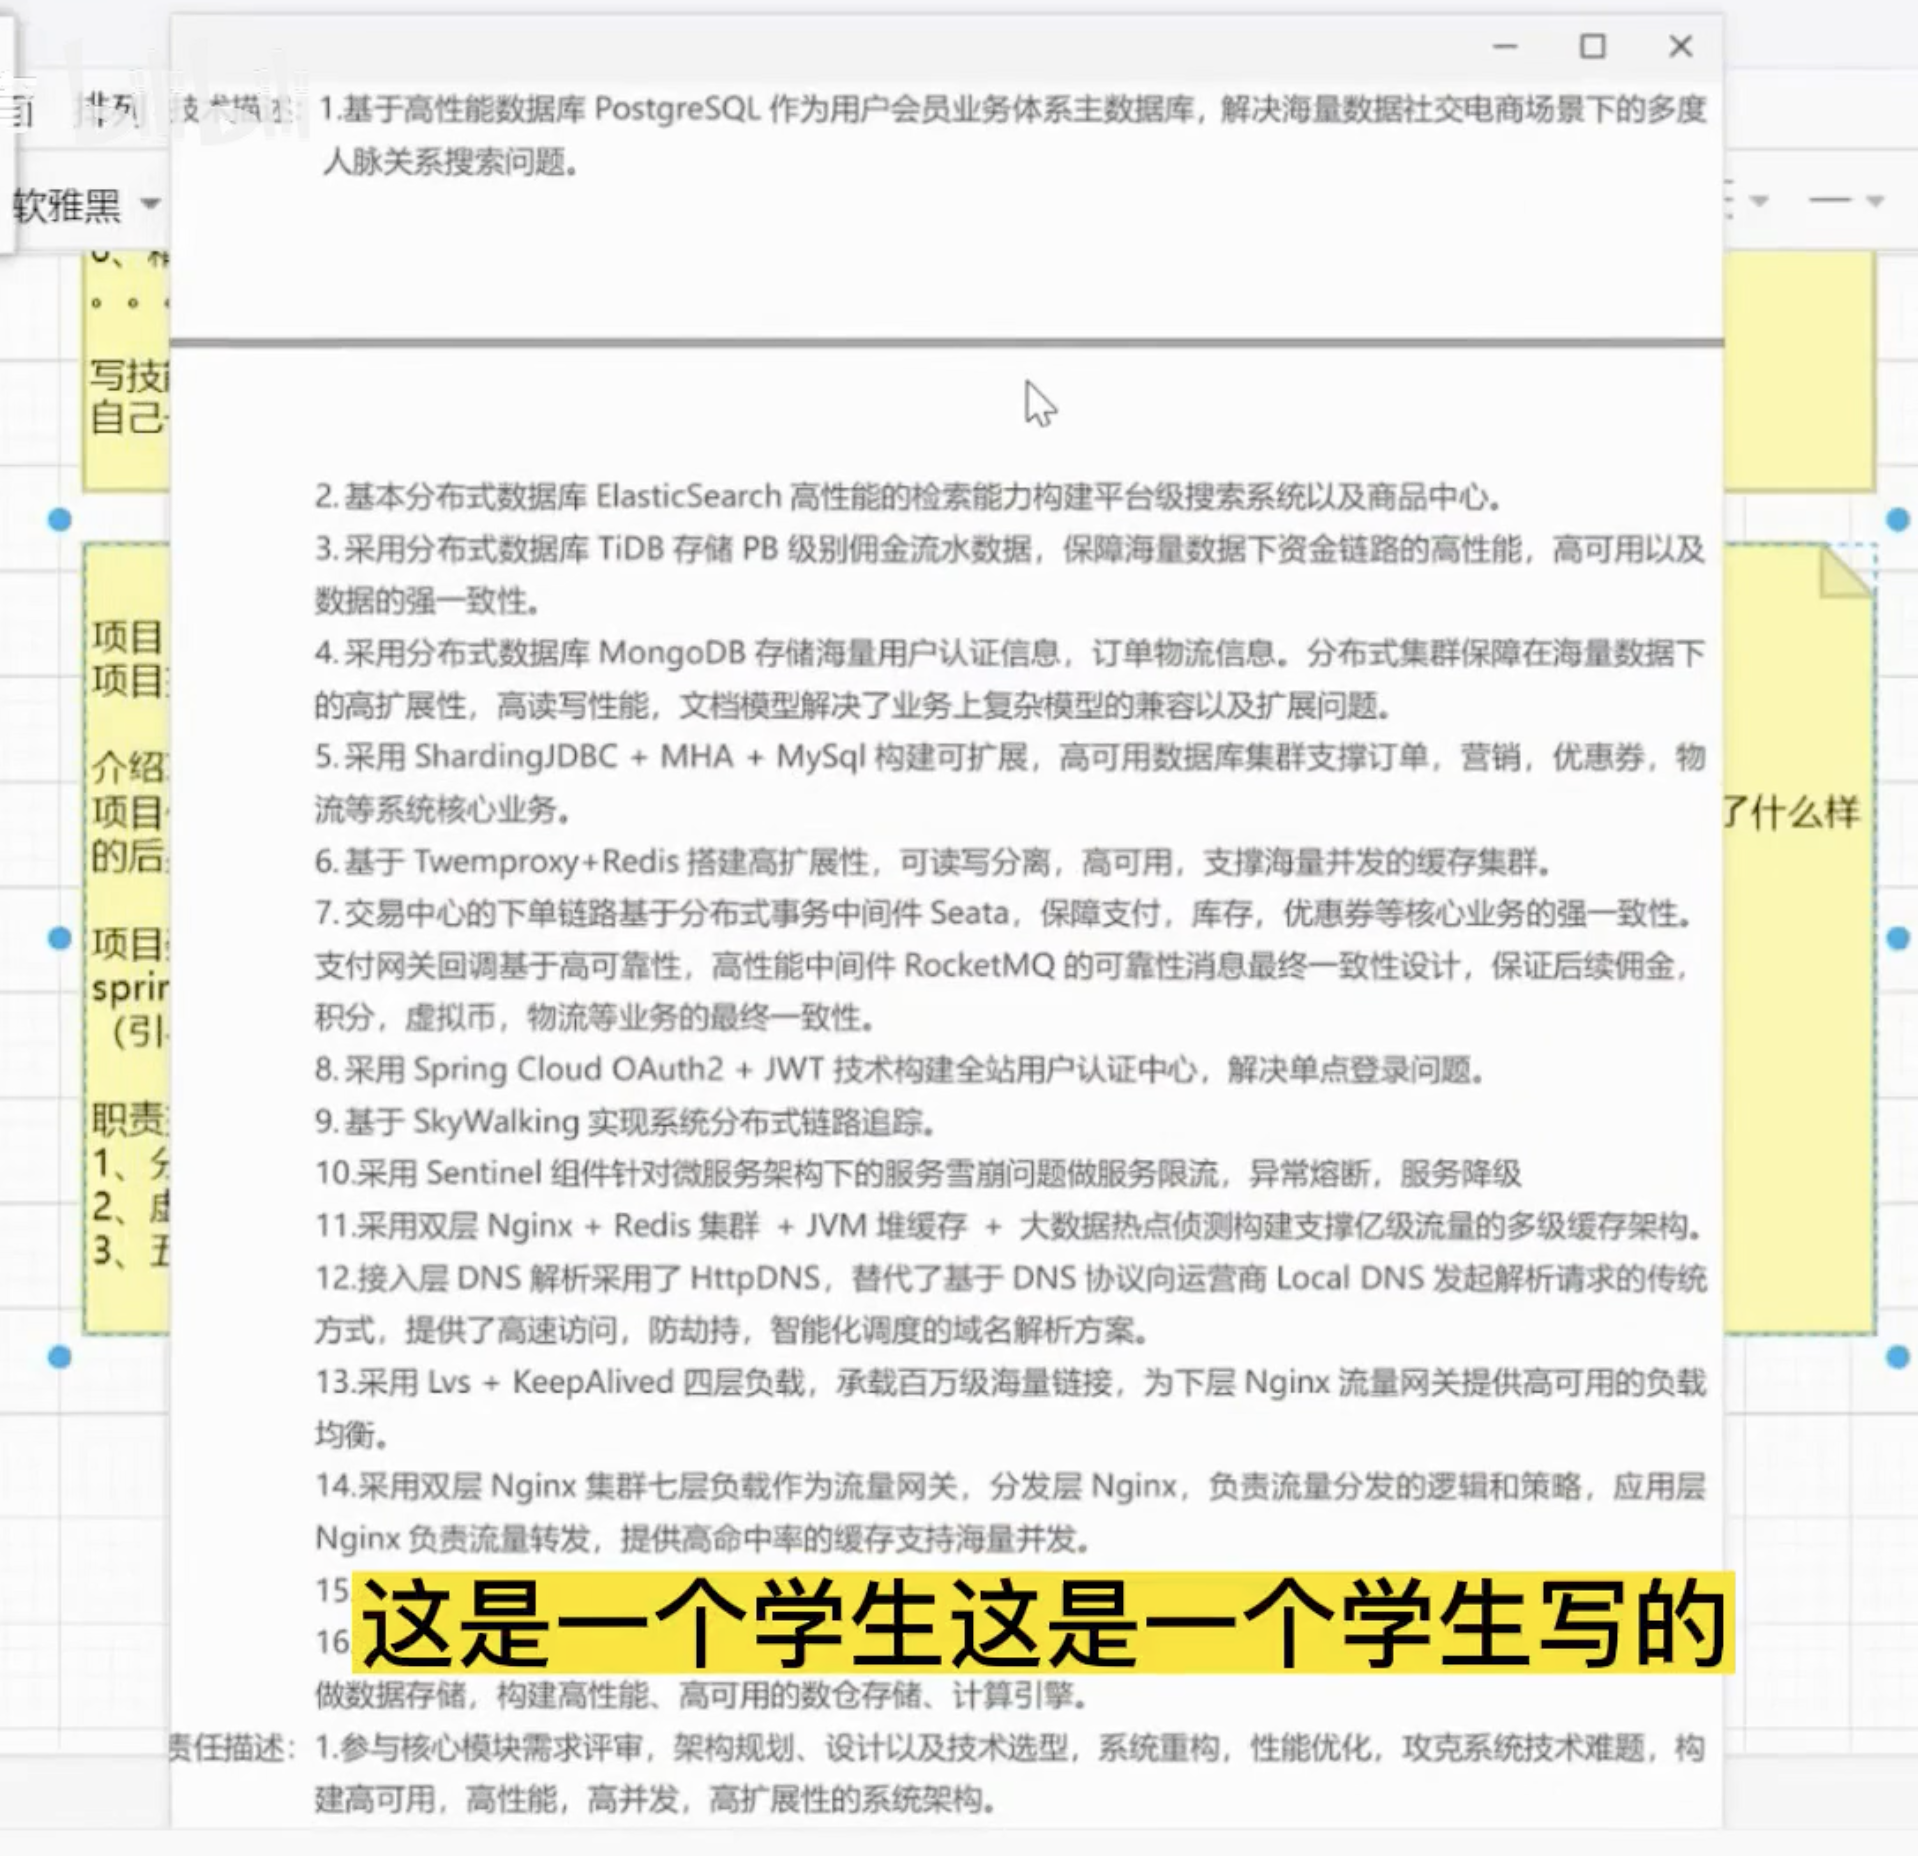 排列
技术描述：
1.基于高性能数据库 PostgreSQL 作为用户会员业务体系主数据库，解决海量数据社交电商场景下的多度
人脉关系搜索问题。
软雅黑
写技
自己
2.基本分布式数据库 ElasticSearch 高性能的检索能力构建平台级搜索系统以及商品中心。
3.采用分布式数据库 TiDB 存储 PB 级别佣金流水数据，保障海量数据下资金链路的高性能，高可用以及
数据的强一致性。
项目
4.采用分布式数据库 MongoDB 存储海量用户认证信息，订单物流信息。分布式集群保障在海量数据下
项目
的高扩展性，高读写性能，文档模型解决了业务上复杂模型的兼容以及扩展问题。
介绍
5.采用 ShardingJDBC + MHA + MySql 构建可扩展，高可用数据库集群支撑订单，营销，优惠券，物
项目
流等系统核心业务。
了什么样
的后
6.基于 Twemproxy+Redis 搭建高扩展性，可读写分离，高可用，支撑海量并发的缓存集群。
7.交易中心的下单链路基于分布式事务中间件 Seata，保障支付，库存，优惠券等核心业务的强一致性。
项目
支付网关回调基于高可靠性，高性能中间件 RocketMQ 的可靠性消息最终一致性设计，保证后续佣金，
sprin
积分，虚拟币，物流等业务的最终一致性。
（引
8.采用 Spring Cloud OAuth2 + JWT 技术构建全站用户认证中心，解决单点登录问题。
职责
9.基于 SkyWalking 实现系统分布式链路追踪。
1、分
10.采用 Sentinel 组件针对微服务架构下的服务雪崩问题做服务限流，异常熔断，服务降级
2、虚
11.采用双层 Nginx + Redis 集群 + JVM 堆缓存 + 大数据热点侦测构建支撑亿级流量的多级缓存架构。
3、五
12.接入层 DNS 解析采用了 HttpDNS，替代了基于 DNS 协议向运营商 Local DNS 发起解析请求的传统
方式，提供了高速访问，防劫持，智能化调度的域名解析方案。
13.采用 Lvs + KeepAlived 四层负载，承载百万级海量链接，为下层 Nginx 流量网关提供高可用的负载
均衡。
14.采用双层 Nginx 集群七层负载作为流量网关，分发层 Nginx，负责流量分发的逻辑和策略，应用层
Nginx 负责流量转发，提供高命中率的缓存支持海量并发。
15.
这是一个学生这是一个学生写的
16.
做数据存储，构建高性能、高可用的数仓存储、计算引擎。
责任描述：
1.参与核心模块需求评审，架构规划、设计以及技术选型，系统重构，性能优化，攻克系统技术难题，构
建高可用，高性能，高并发，高扩展性的系统架构。